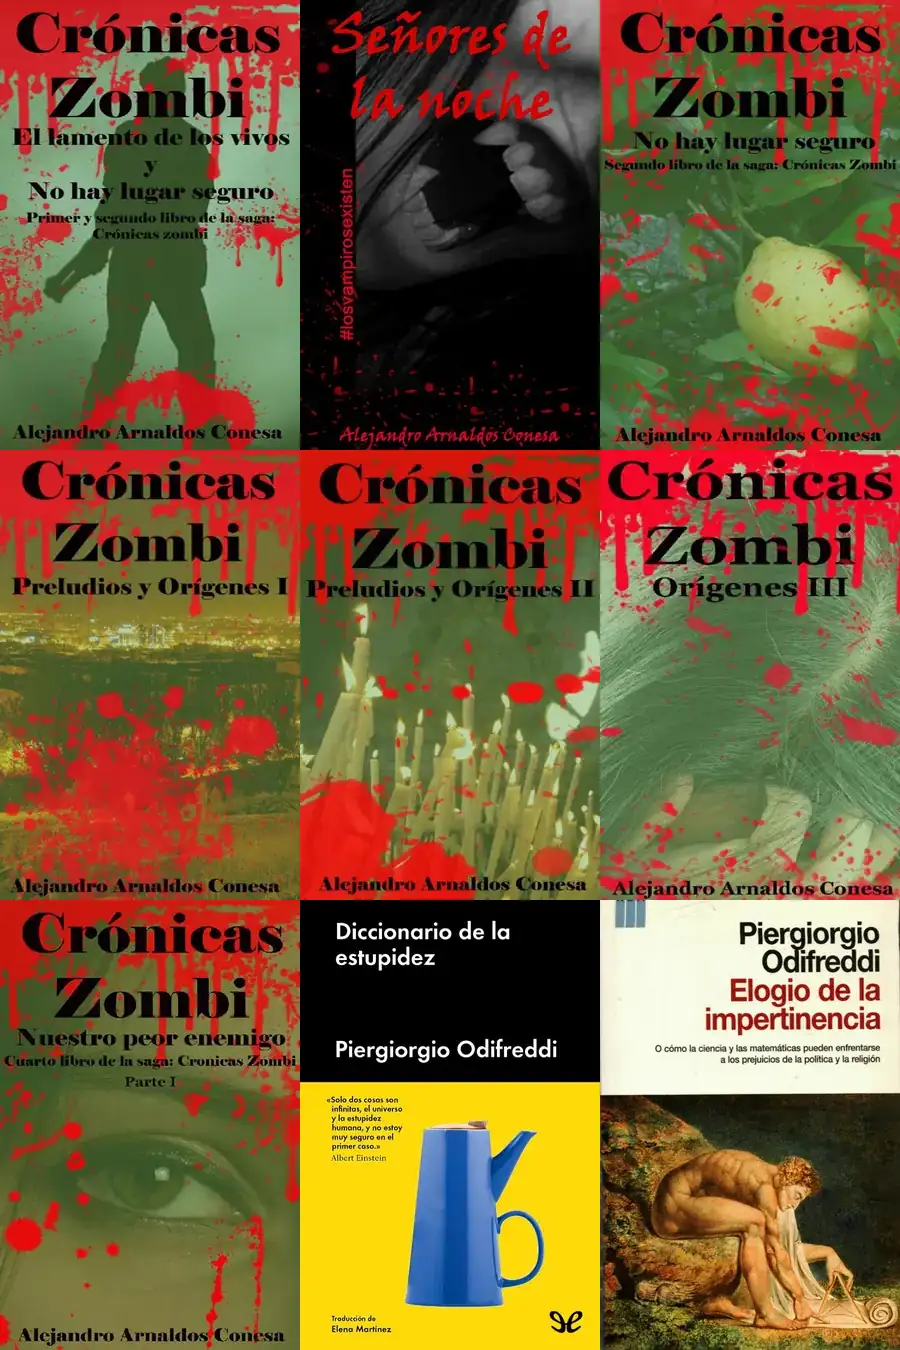 Crónicas
Zombi
El lamento de los vivos
y
No hay lugar seguro
Primer y segundo libro de la saga:
Crónicas zombi
Alejandro Arnaldos Conesa
Señores de
la noche
#losvampirosexisten
Alejandro Arnaldos Conesa
Crónicas
Zombi
No hay lugar seguro
Segundo libro de la saga: Crónicas Zombi
Alejandro Arnaldos Conesa
Crónicas
Zombi
Preludios y Orígenes I
Alejandro Arnaldos Conesa
Crónicas
Zombi
Preludios y Orígenes II
Alejandro Arnaldos Conesa
Crónicas
Zombi
Orígenes III
Alejandro Arnaldos Conesa
Crónicas
Zombi
Nuestro peor enemigo
Cuarto libro de la saga: Cronicas Zombi
Parte I
Alejandro Arnaldos Conesa
Diccionario de la
estupidez
Piergiorgio Odifreddi
«Solo dos cosas son
infinitas, el universo
y la estupidez
humana, y no estoy
muy seguro en el
primer caso.»
Albert Einstein
Traducción de
Elena Martínez
Piergiorgio
Odifreddi
Elogio de la
impertinencia
O cómo la ciencia y las matemáticas pueden enfrentarse
a los prejuicios de la política y la religión